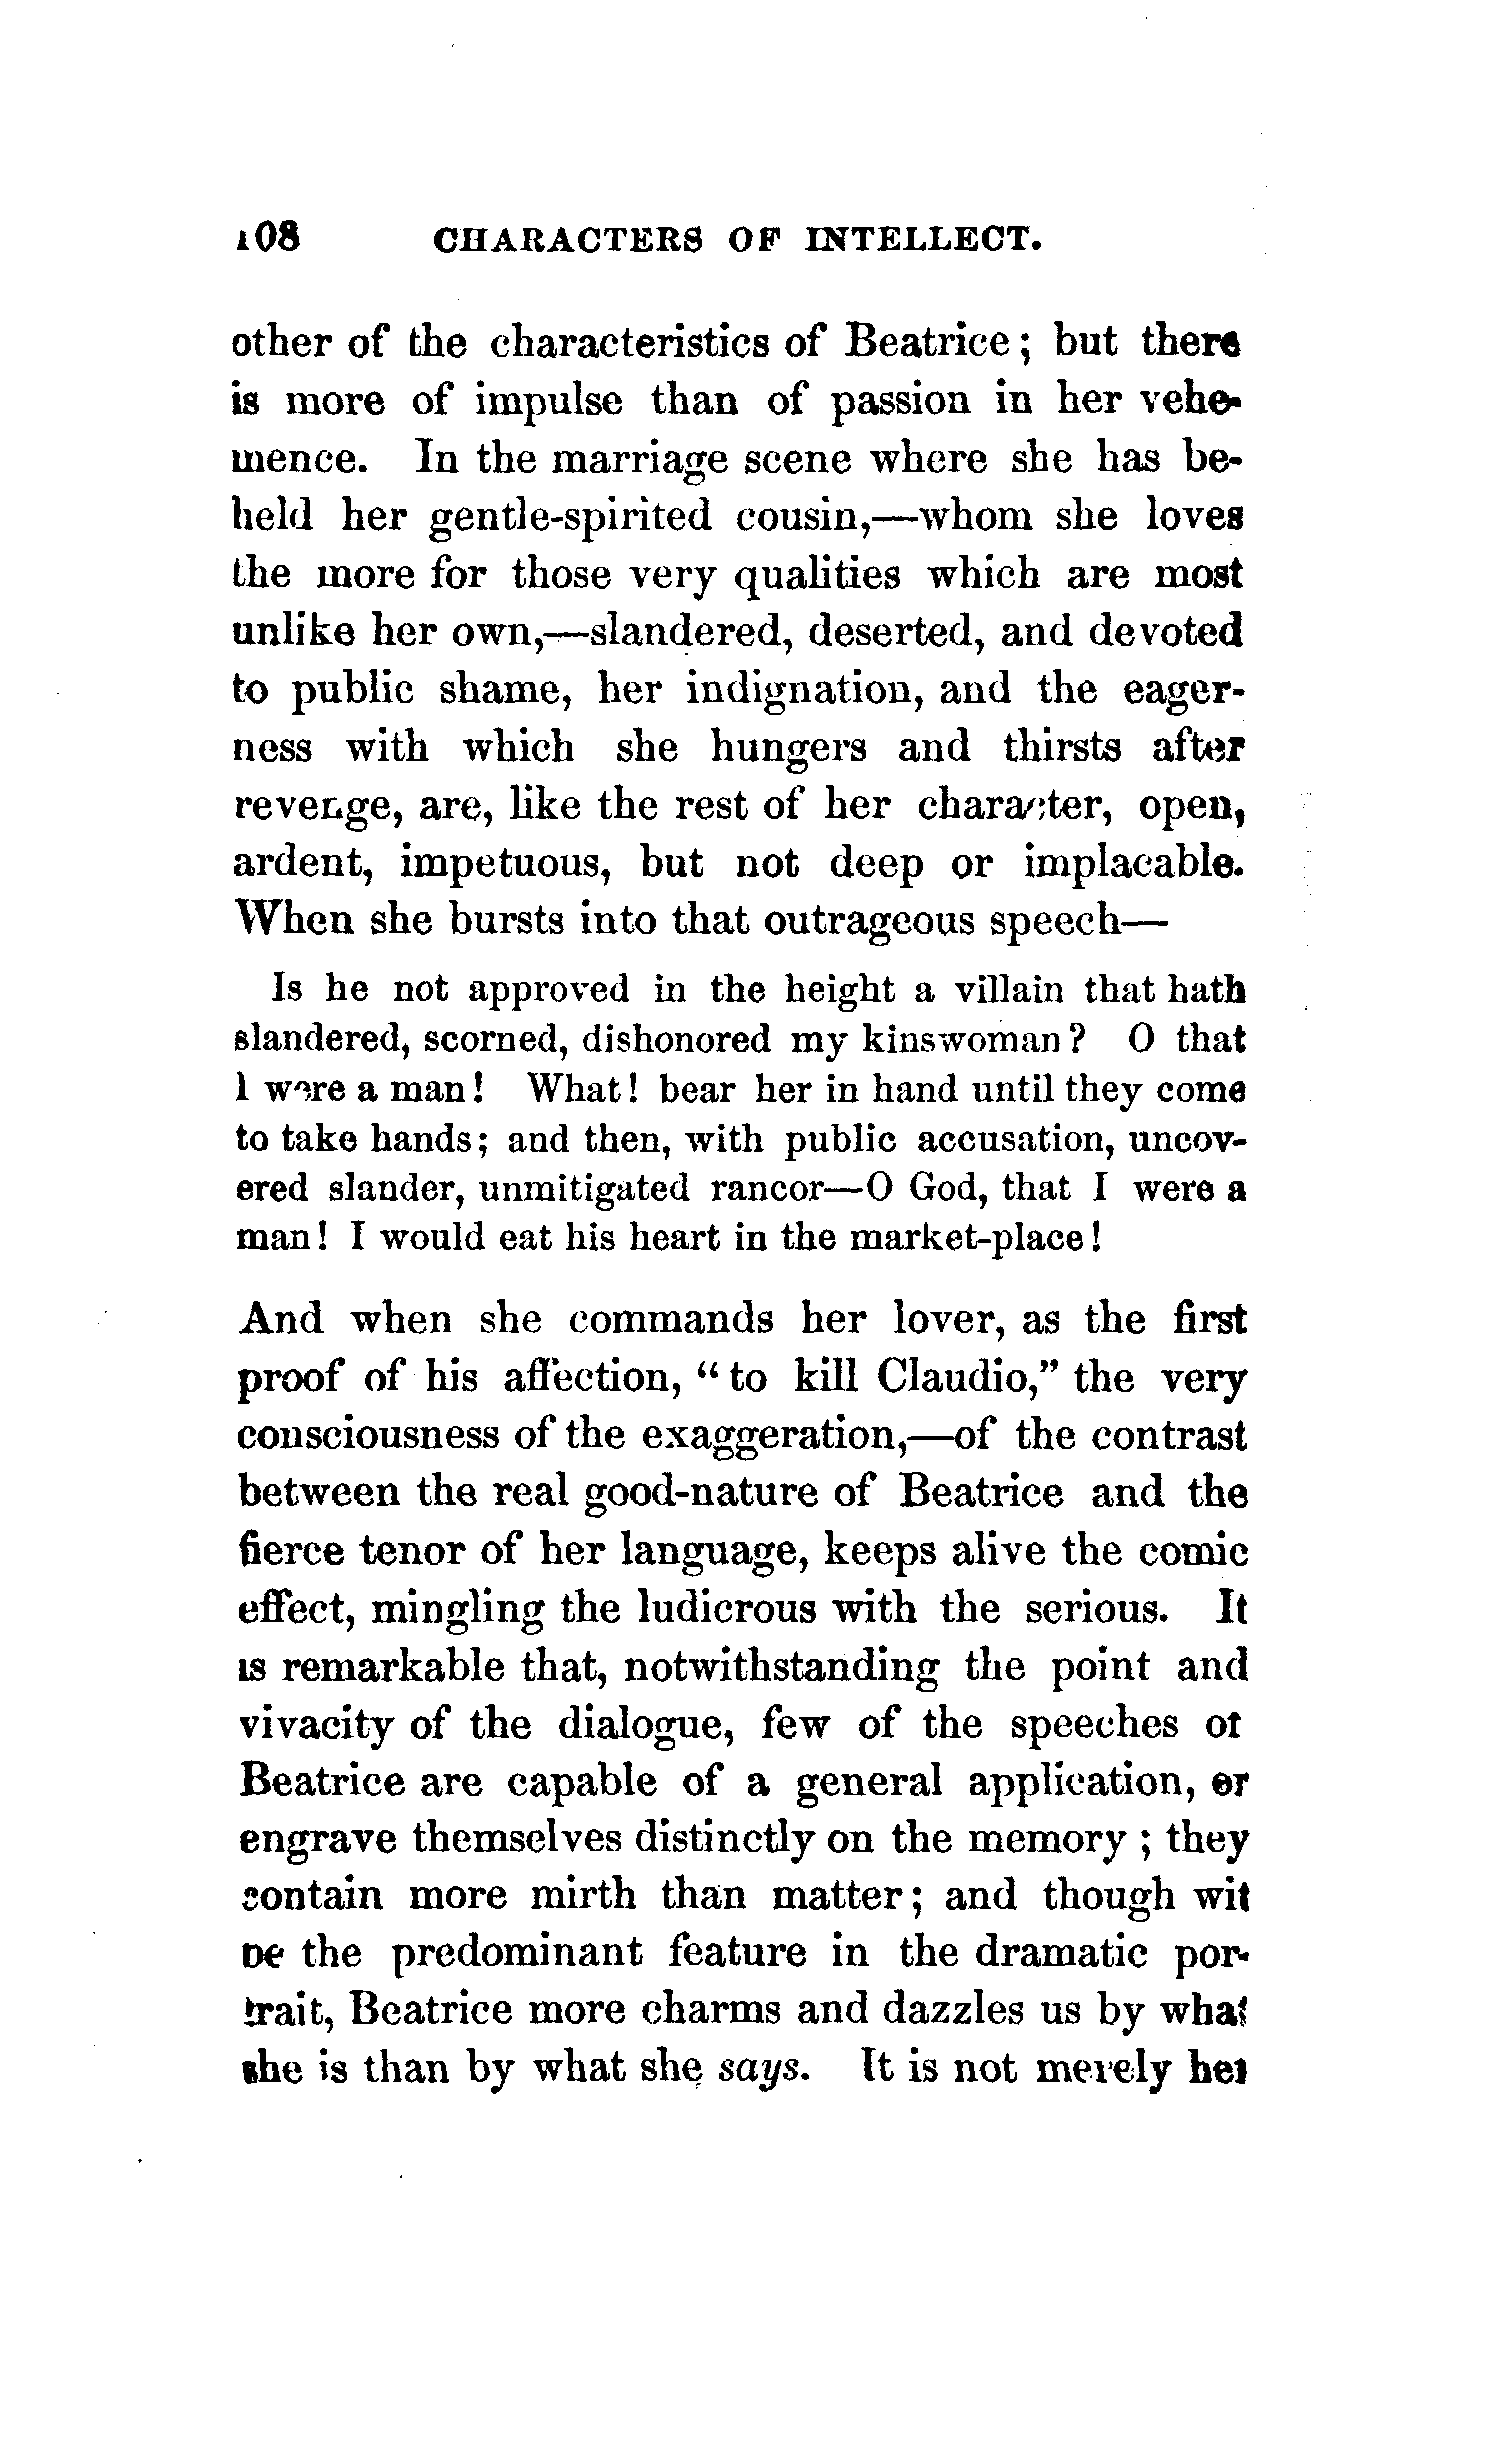 108 CHARACTERS OF INTELLECT.
other of the characteristics of Beatrice; but there
is more of impulse than of passion in her vehe-
mence. In the marriage scene where she has be-
held her gentle-spirited cousin,—whom she loves
the more for those very qualities which are most
unlike her own,—slandered, deserted, and devoted
to public shame, her indignation, and the eager-
ness with which she hungers and thirsts after
revenge, are, like the rest of her character, open,
ardent, impetuous, but not deep or implacable.
When she bursts into that outrageous speech—
Is he not approved in the height a villain that hath
slandered, scorned, dishonored my kinswoman? O that
I were a man! What! bear her in hand until they come
to take hands; and then, with public accusation, uncov-
ered slander, unmitigated rancor—O God, that I were a
man! I would eat his heart in the market-place!
And when she commands her lover, as the first
proof of his affection, "to kill Claudio," the very
consciousness of the exaggeration,—of the contrast
between the real good-nature of Beatrice and the
fierce tenor of her language, keeps alive the comic
effect, mingling the ludicrous with the serious. It
is remarkable that, notwithstanding the point and
vivacity of the dialogue, few of the speeches of
Beatrice are capable of a general application, or
engrave themselves distinctly on the memory; they
contain more mirth than matter; and though wit
be the predominant feature in the dramatic por-
trait, Beatrice more charms and dazzles us by what
she is than by what she says. It is not merely her